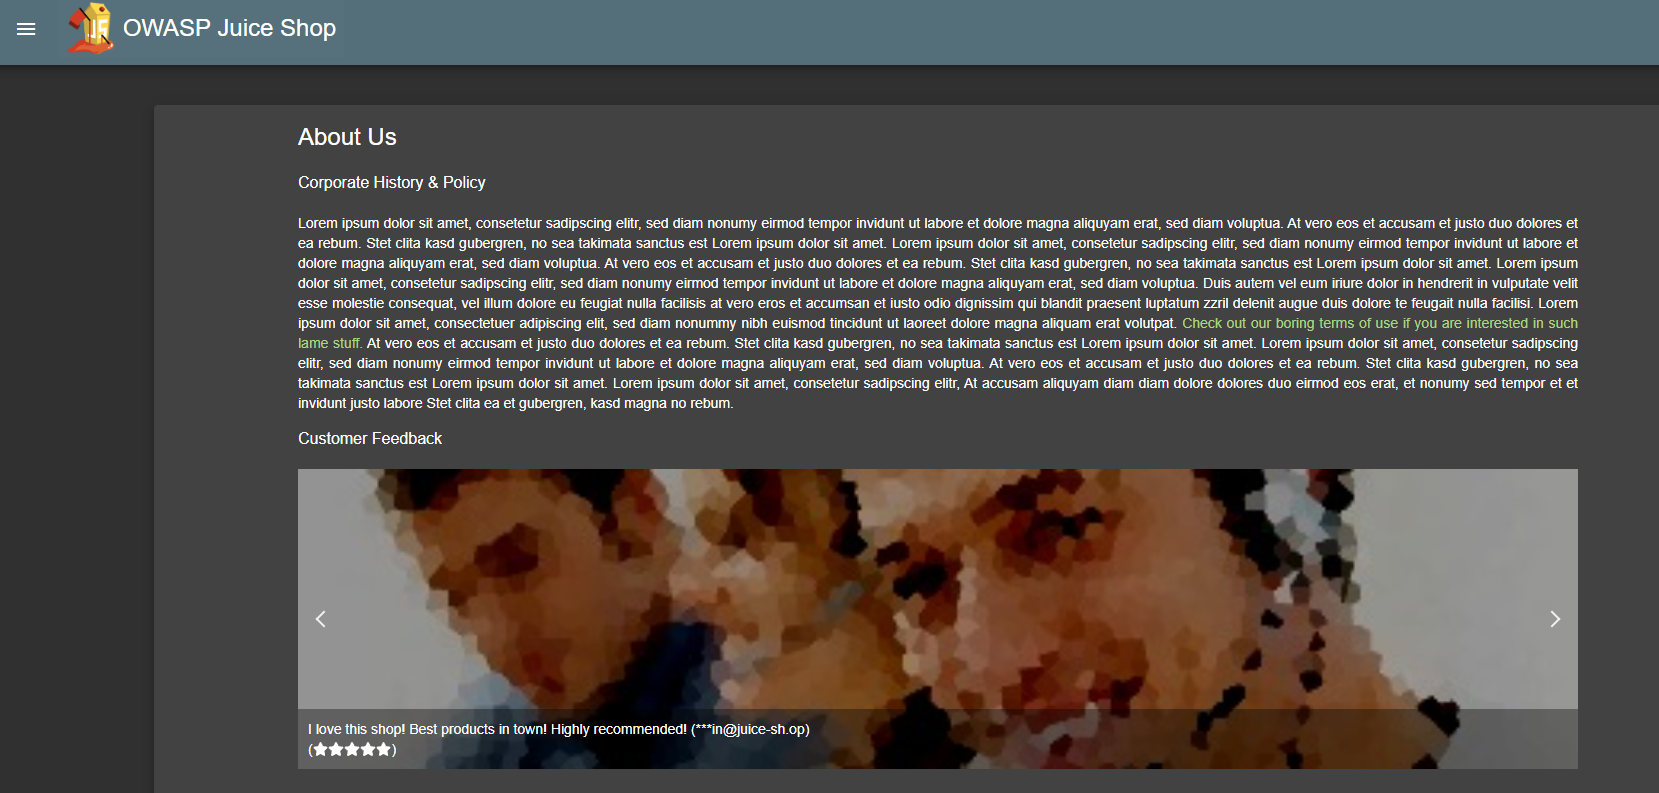 OWASP Juice Shop
About Us
Corporate History & Policy
Lorem ipsum dolor sit amet, consetetur sadipscing elitr, sed diam nonumy eirmod tempor invidunt ut labore et dolore magna aliquyam erat, sed diam voluptua. At vero eos et accusam et justo duo dolores et
ea rebum. Stet clita kasd gubergren, no sea takimata sanctus est Lorem ipsum dolor sit amet. Lorem ipsum dolor sit amet, consetetur sadipscing elitr, sed diam nonumy eirmod tempor invidunt ut labore et
dolore magna aliquyam erat, sed diam voluptua. At vero eos et accusam et justo duo dolores et ea rebum. Stet clita kasd gubergren, no sea takimata sanctus est Lorem ipsum dolor sit amet. Lorem ipsum
dolor sit amet, consetetur sadipscing elitr, sed diam nonumy eirmod tempor invidunt ut labore et dolore magna aliquyam erat, sed diam voluptua. Duis autem vel eum iriure dolor in hendrerit in vulputate velit
esse molestie consequat, vel illum dolore eu feugiat nulla facilisis at vero eros et accumsan et iusto odio dignissim qui blandit praesent luptatum zzril delenit augue duis dolore te feugait nulla facilisi. Lorem
ipsum dolor sit amet, consectetuer adipiscing elit, sed diam nonummy nibh euismod tincidunt ut laoreet dolore magna aliquam erat volutpat. Check out our boring terms of use if you are interested in such
lame stuff. At vero eos et accusam et justo duo dolores et ea rebum. Stet clita kasd gubergren, no sea takimata sanctus est Lorem ipsum dolor sit amet. Lorem ipsum dolor sit amet, consetetur sadipscing
elitr, sed diam nonumy eirmod tempor invidunt ut labore et dolore magna aliquyam erat, sed diam voluptua. At vero eos et accusam et justo duo dolores et ea rebum. Stet clita kasd gubergren, no sea
takimata sanctus est Lorem ipsum dolor sit amet. Lorem ipsum dolor sit amet, consetetur sadipscing elitr, At accusam aliquyam diam diam dolore dolores duo eirmod eos erat, et nonumy sed tempor et et
invidunt justo labore Stet clita ea et gubergren, kasd magna no rebum.
Customer Feedback
I love this shop! Best products in town! Highly recommended! (***in@juice-sh.op)
(★★★★★)